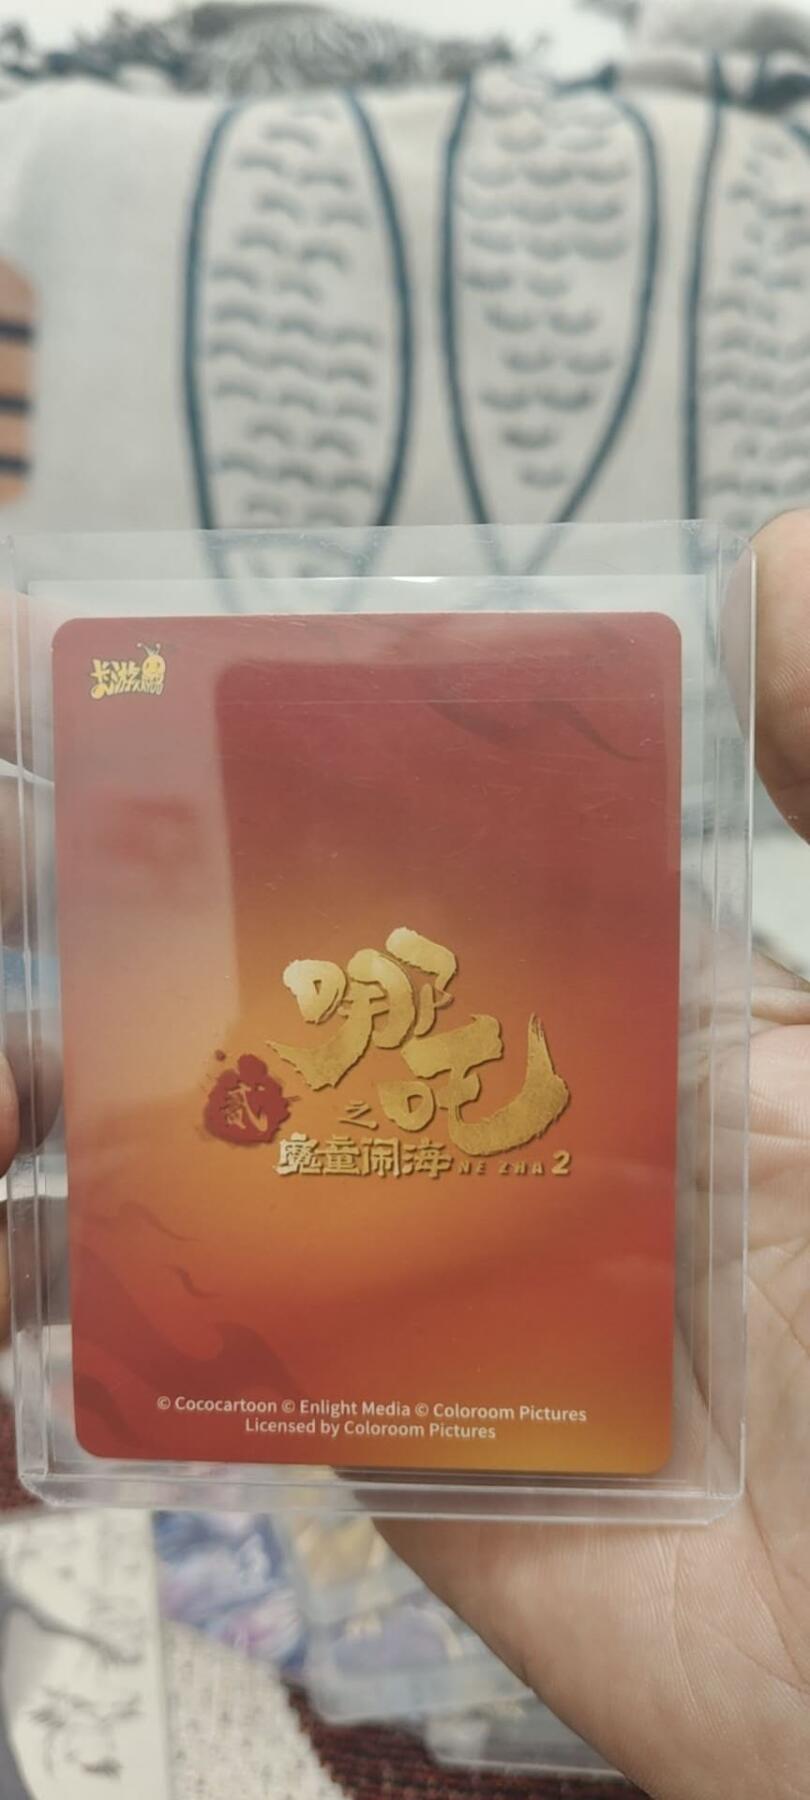 卡游
KAYOU
哪吒
贰
之
魔童闹海 NE ZHA 2
© Cococartoon © Enlight Media © Coloroom Pictures
Licensed by Coloroom Pictures